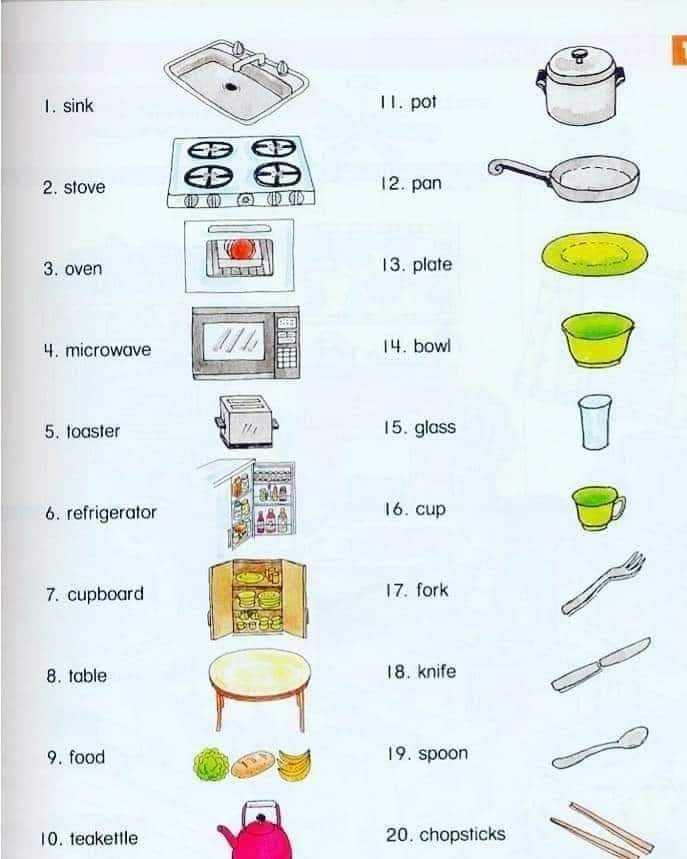 1. sink
2. stove
3. oven
4. microwave
5. toaster
6. refrigerator
7. cupboard
8. table
9. food
10. teakettle
11. pot
12. pan
13. plate
14. bowl
15. glass
16. cup
17. fork
18. knife
19. spoon
20. chopsticks